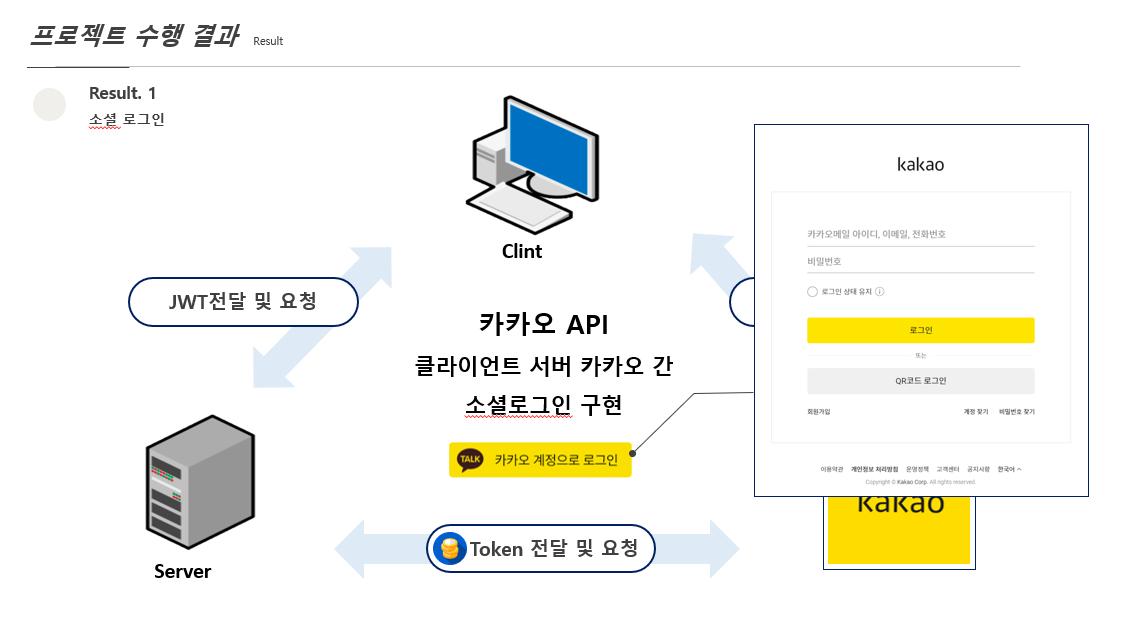 프로젝트 수행 결과 Result
Result. 1
소셜 로그인
Clint
JWT전달 및 요청
카카오 API
클라이언트 서버 카카오 간
소셜로그인 구현
TALK 카카오 계정으로 로그인
Server
Token 전달 및 요청
kakao
카카오메일 아이디, 이메일, 전화번호
비밀번호
로그인 상태 유지
로그인
또는
QR코드 로그인
회원가입 계정 찾기 비밀번호 찾기
이용약관 개인정보 처리방침 운영정책 고객센터 공지사항 한국어
Copyright © Kakao Corp. All rights reserved.
kakao